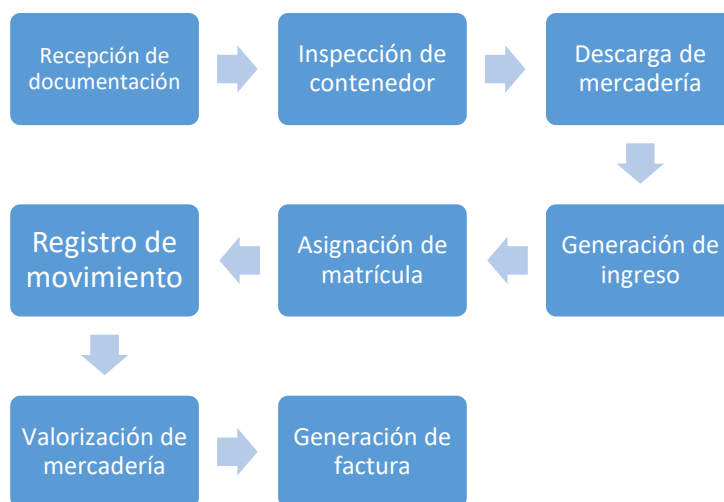 Recepción de
documentación
Inspección de
contenedor
Descarga de
mercadería
Generación de
ingreso
Asignación de
matrícula
Registro de
movimiento
Valorización de
mercadería
Generación de
factura